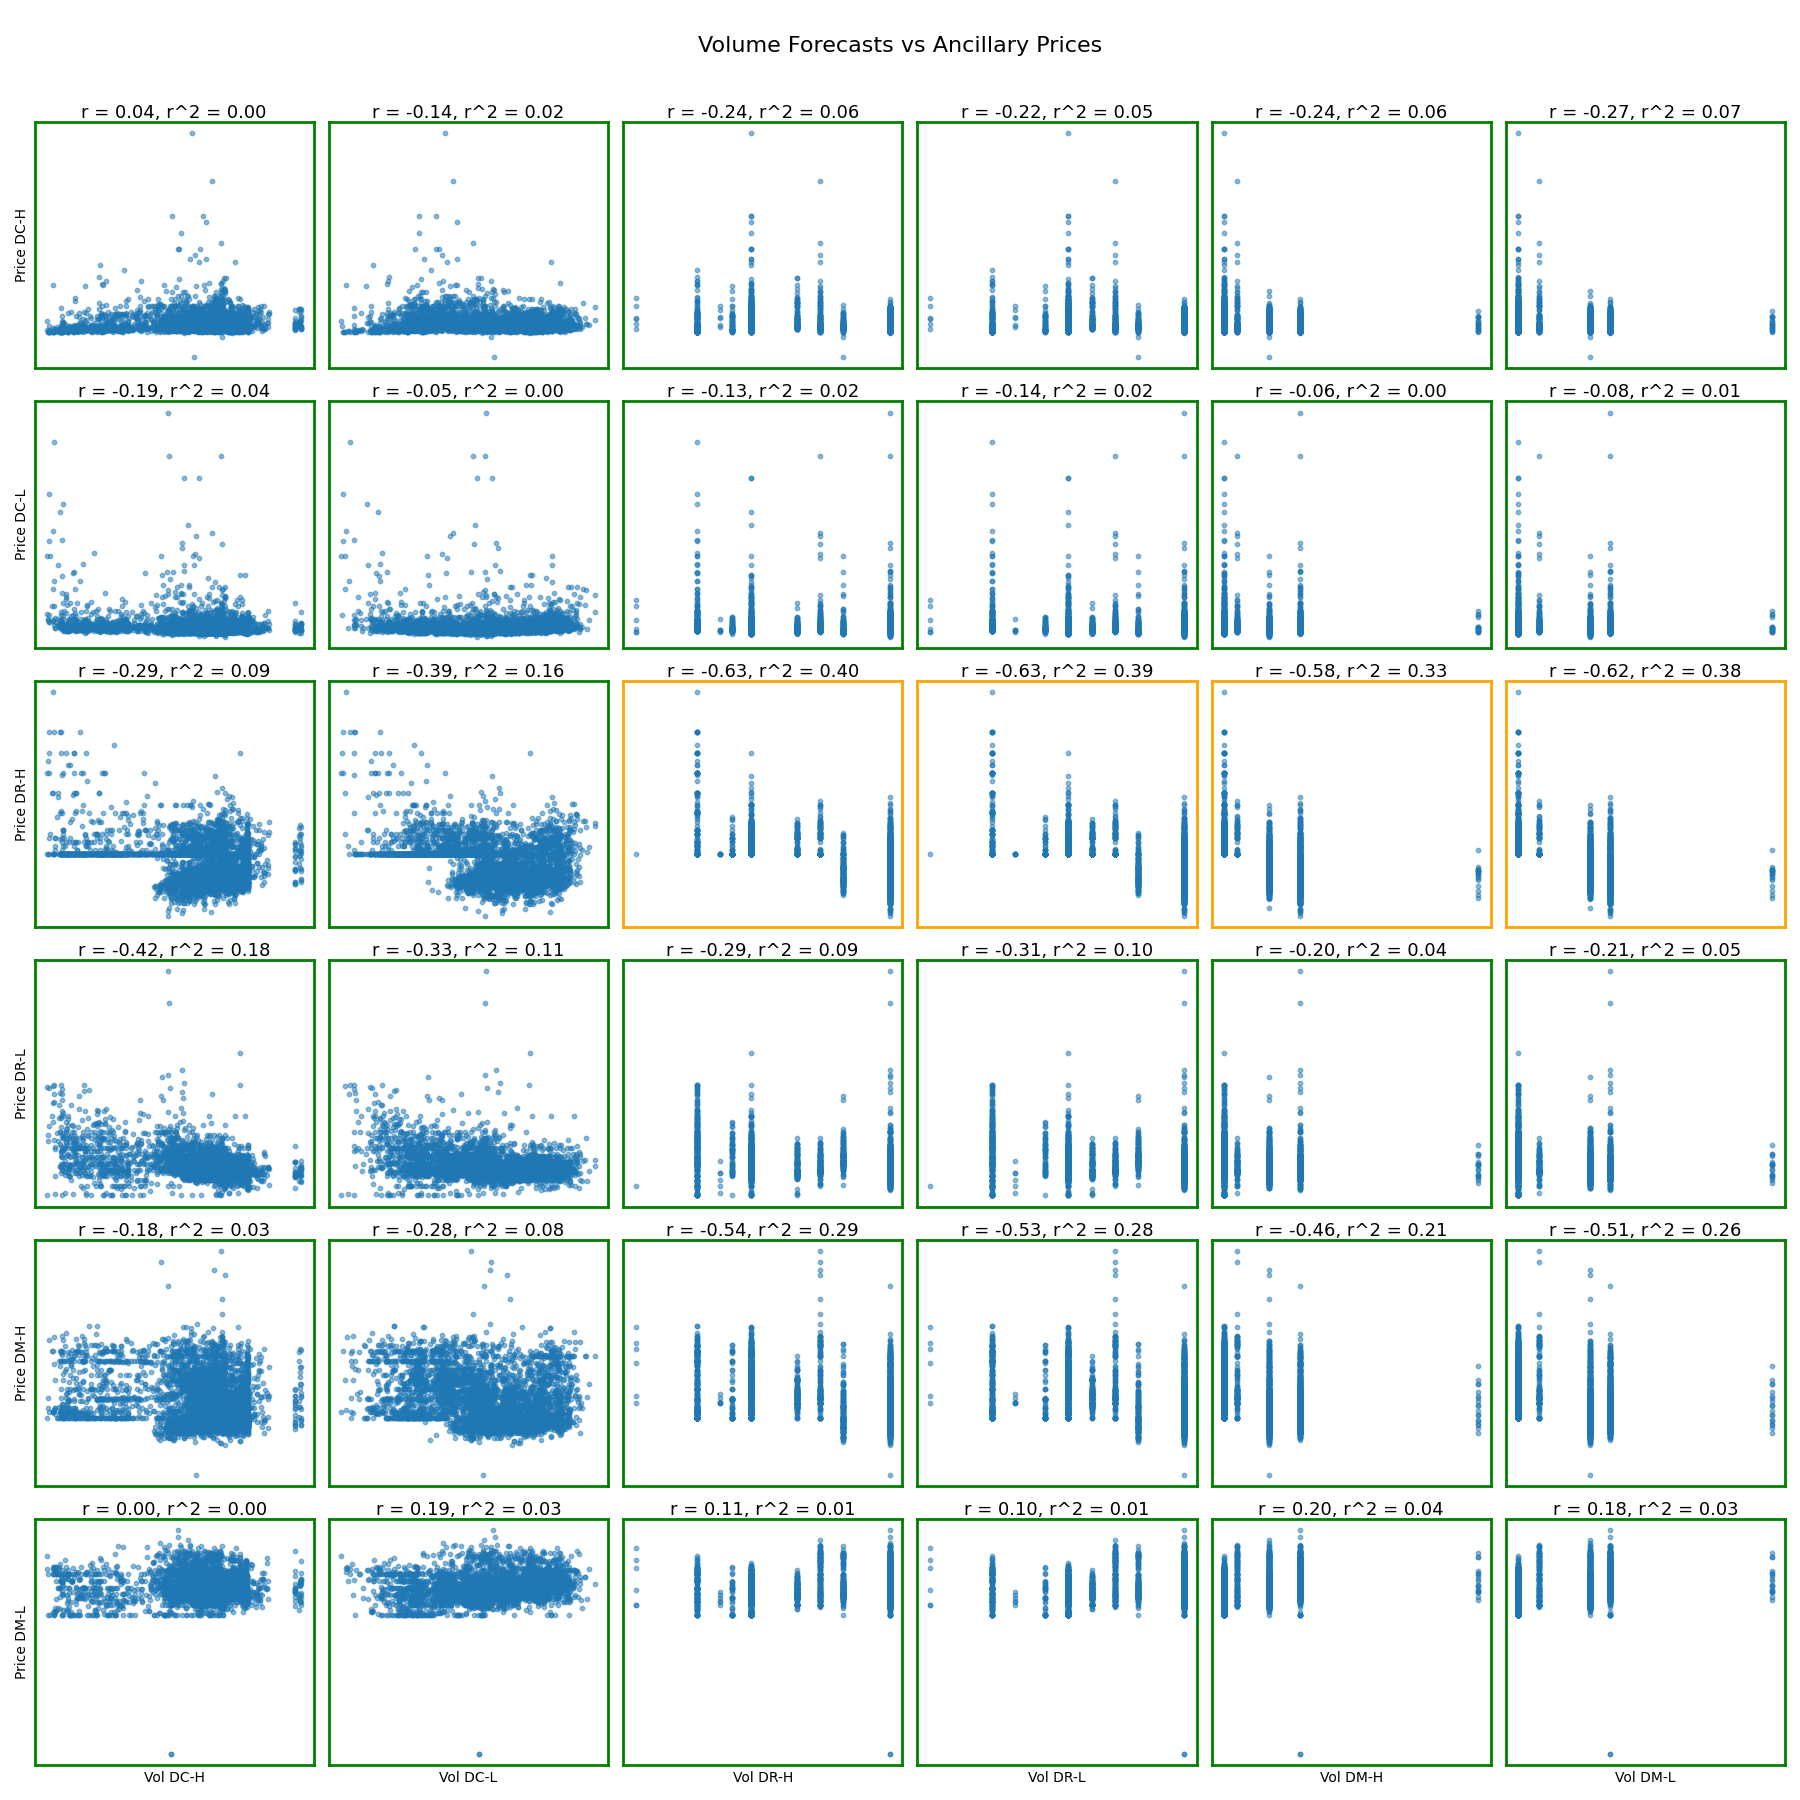 Volume Forecasts vs Ancillary Prices
r = 0.04, r^2 = 0.00
r = -0.14, r^2 = 0.02
r = -0.24, r^2 = 0.06
r = -0.22, r^2 = 0.05
r = -0.24, r^2 = 0.06
r = -0.27, r^2 = 0.07
Price DC-H
r = -0.19, r^2 = 0.04
r = -0.05, r^2 = 0.00
r = -0.13, r^2 = 0.02
r = -0.14, r^2 = 0.02
r = -0.06, r^2 = 0.00
r = -0.08, r^2 = 0.01
Price DC-L
r = -0.29, r^2 = 0.09
r = -0.39, r^2 = 0.16
r = -0.63, r^2 = 0.40
r = -0.63, r^2 = 0.39
r = -0.58, r^2 = 0.33
r = -0.62, r^2 = 0.38
Price DR-H
r = -0.42, r^2 = 0.18
r = -0.33, r^2 = 0.11
r = -0.29, r^2 = 0.09
r = -0.31, r^2 = 0.10
r = -0.20, r^2 = 0.04
r = -0.21, r^2 = 0.05
Price DR-L
r = -0.18, r^2 = 0.03
r = -0.28, r^2 = 0.08
r = -0.54, r^2 = 0.29
r = -0.53, r^2 = 0.28
r = -0.46, r^2 = 0.21
r = -0.51, r^2 = 0.26
Price DM-H
r = 0.00, r^2 = 0.00
r = 0.19, r^2 = 0.03
r = 0.11, r^2 = 0.01
r = 0.10, r^2 = 0.01
r = 0.20, r^2 = 0.04
r = 0.18, r^2 = 0.03
Price DM-L
Vol DC-H
Vol DC-L
Vol DR-H
Vol DR-L
Vol DM-H
Vol DM-L